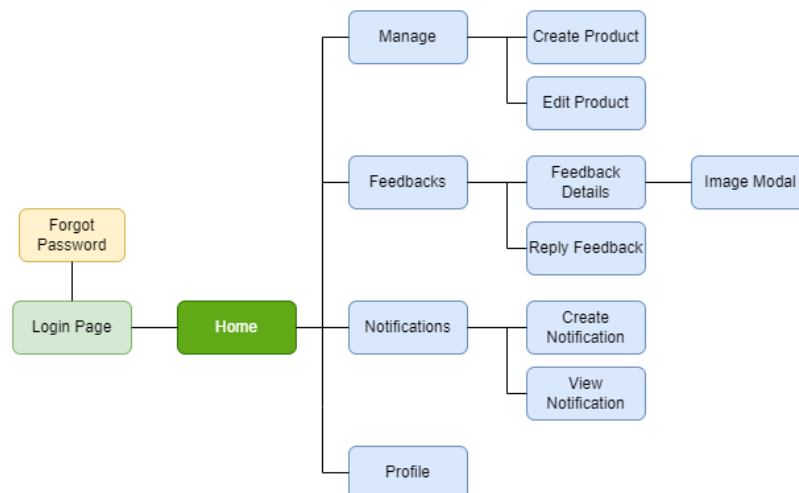 Manage
Create Product
Edit Product
Feedbacks
Feedback
Details
Image Modal
Reply Feedback
Forgot
Password
Login Page
Home
Notifications
Create
Notification
View
Notification
Profile